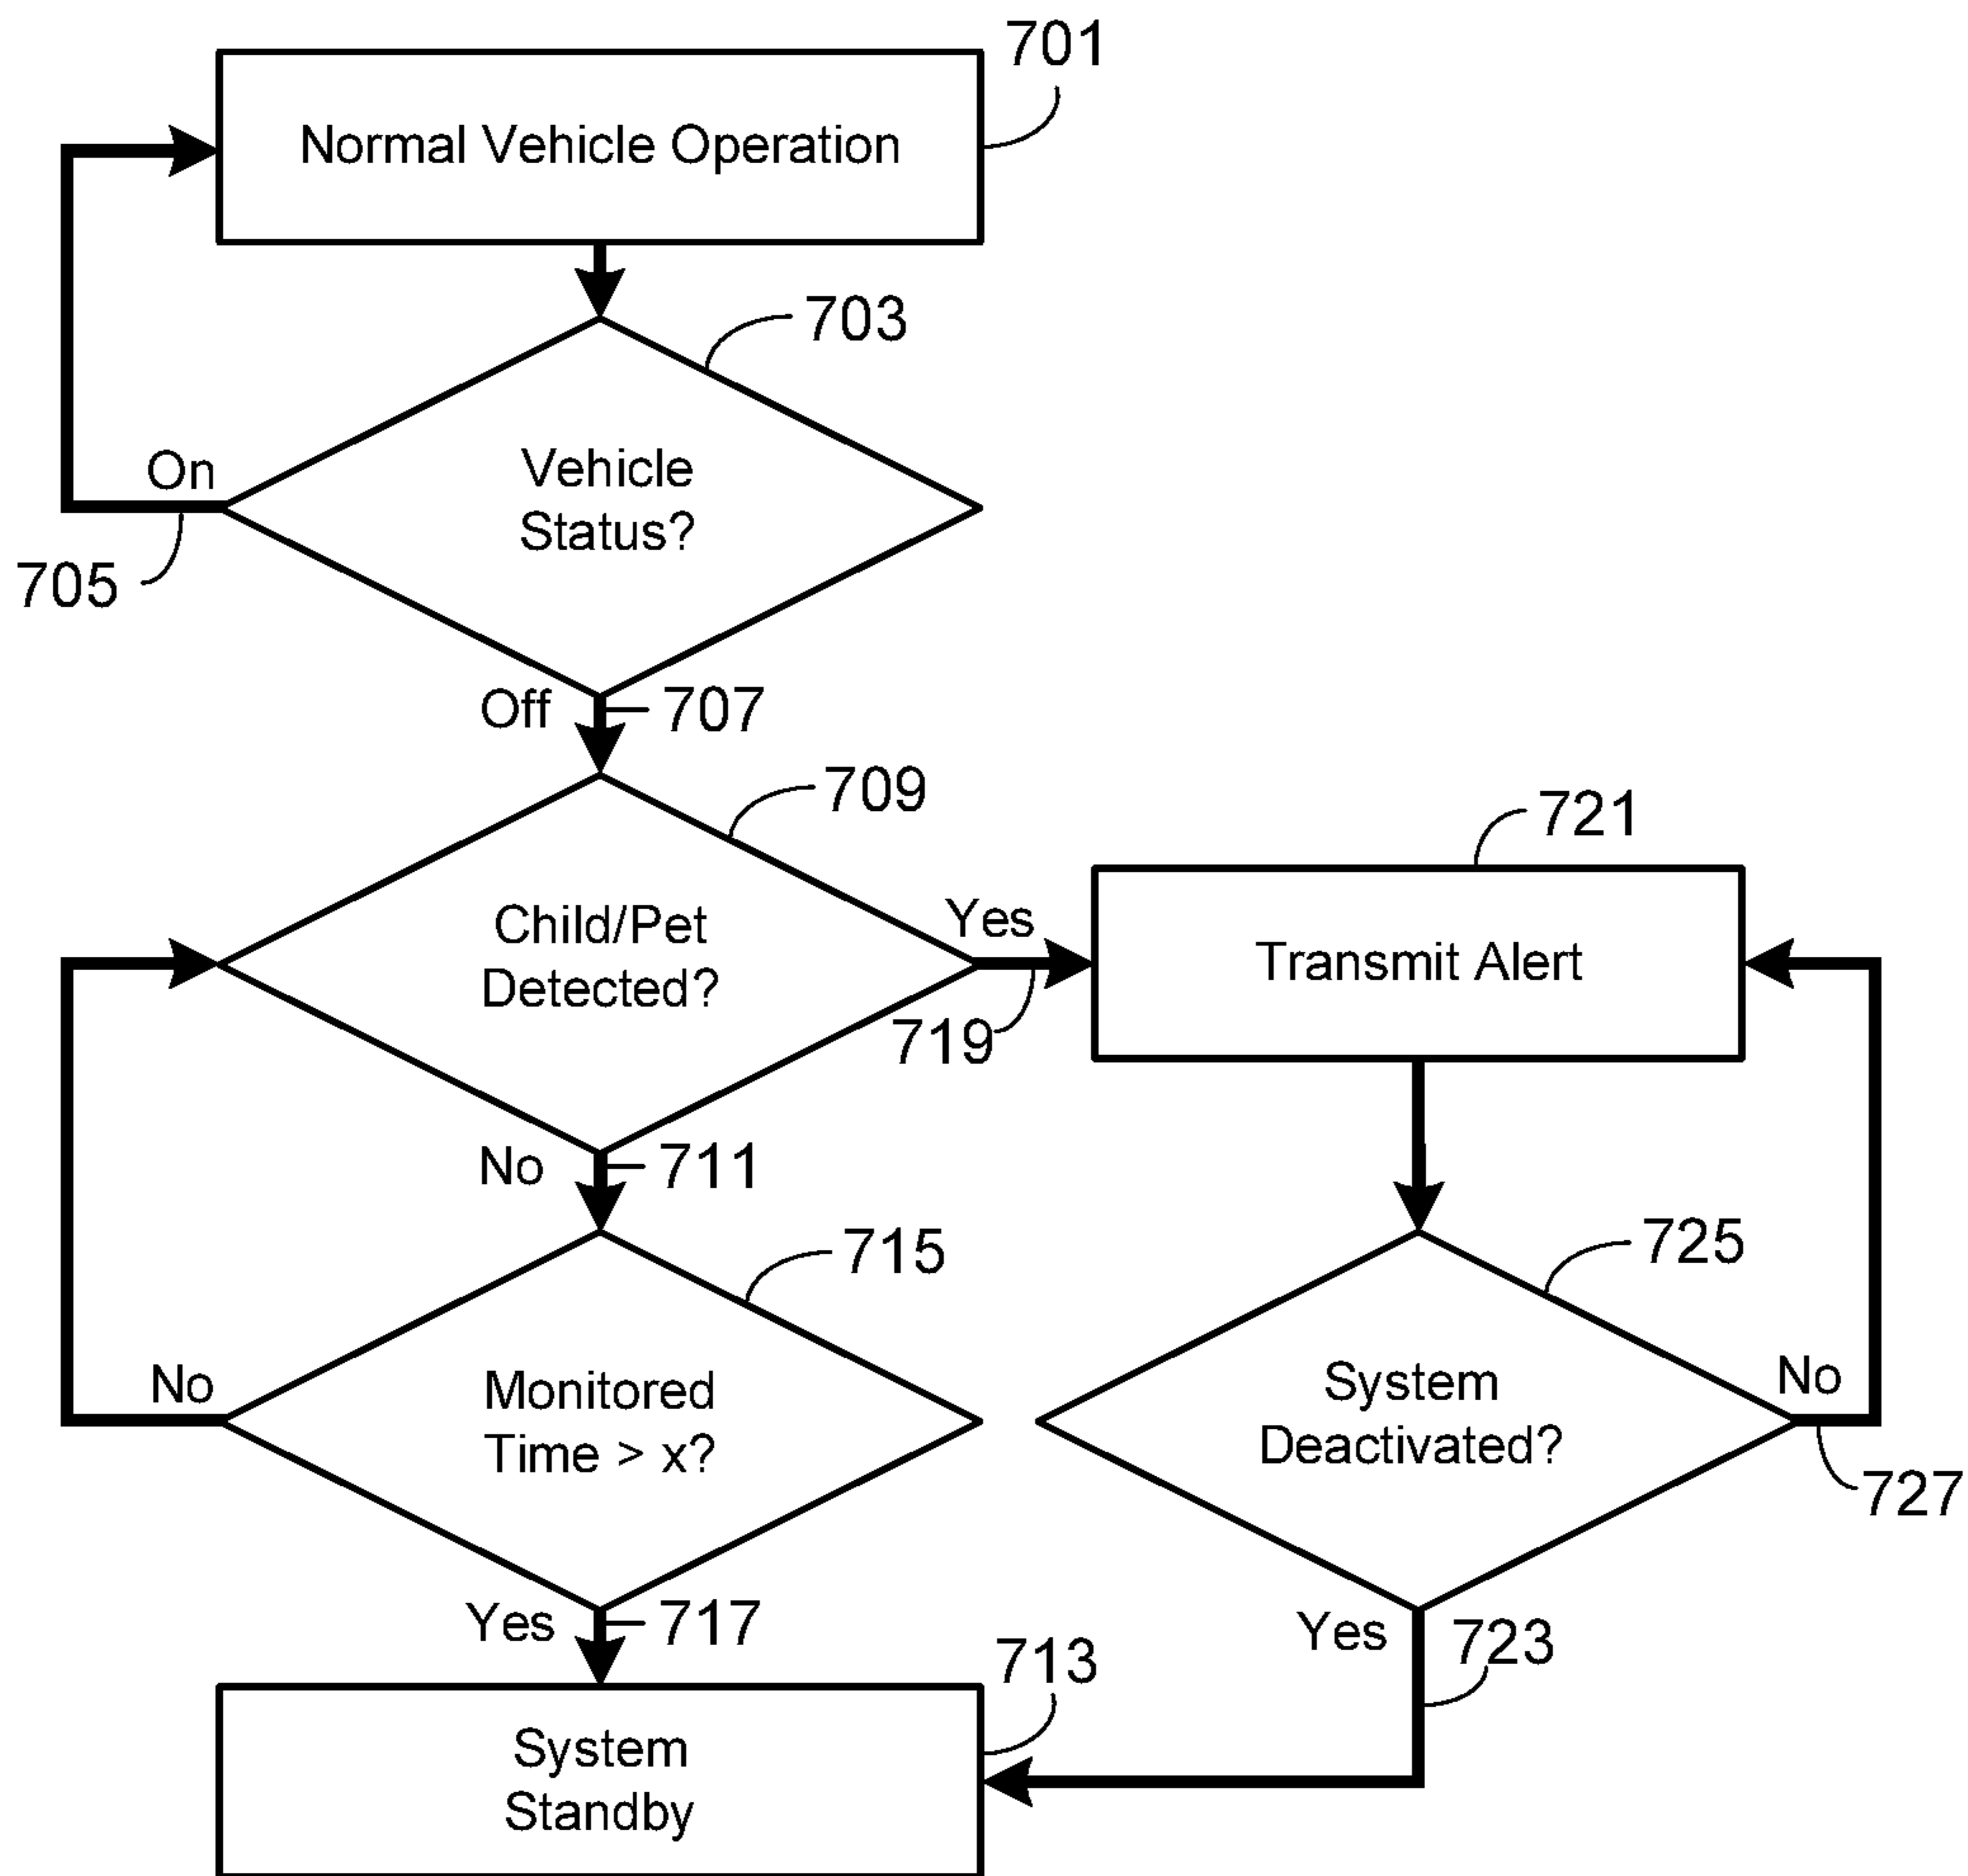 701
Normal Vehicle Operation
703
On
Vehicle
Status?
705
Off
707
709
721
Child/Pet
Detected?
Yes
Transmit Alert
719
No
711
715
725
No
Monitored
Time > x?
System
Deactivated?
No
727
Yes
717
Yes
723
713
System
Standby